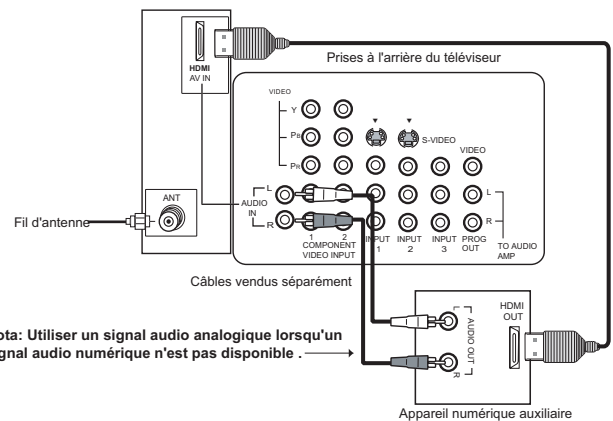 HDMI
AV IN
Prises à l'arrière du téléviseur
VIDEO
Y
PB
PR
S-VIDEO
VIDEO
ANT
Fil d'antenne
AUDIO
IN
L
R
1
2
COMPONENT
VIDEO INPUT
INPUT
1
INPUT
2
INPUT
3
PROG
OUT
L
R
TO AUDIO
AMP
Câbles vendus séparément
ota: Utiliser un signal audio analogique lorsqu'un
gnal audio numérique n'est pas disponible .
L
AUDIO OUT
R
HDMI
OUT
Appareil numérique auxiliaire